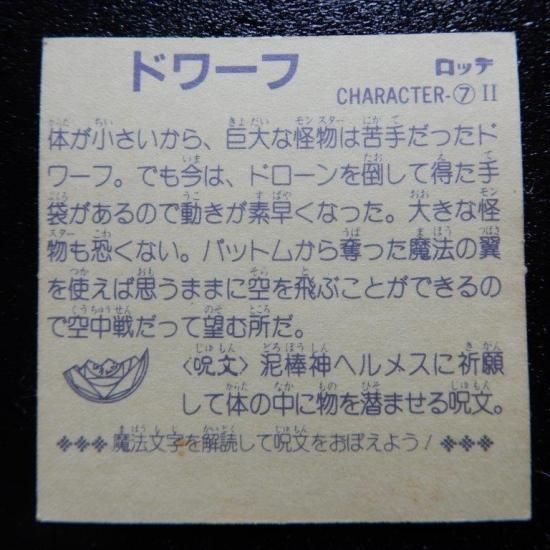 ドワーフ ロッテ
CHARACTER-⑦ II
体が小さいから、巨大な怪物は苦手だったド
ワーフ。でも今は、ドローンを倒して得た手
袋があるので動きが素早くなった。大きな怪
物も恐くない。バットムから奪った魔法の翼
を使えば思うままに空を飛ぶことができるの
で空中戦だって望む所だ。
〈呪文〉泥棒神ヘルメスに祈願
して体の中に物を潜ませる呪文。
魔法文字を解読して呪文をおぼえよう!